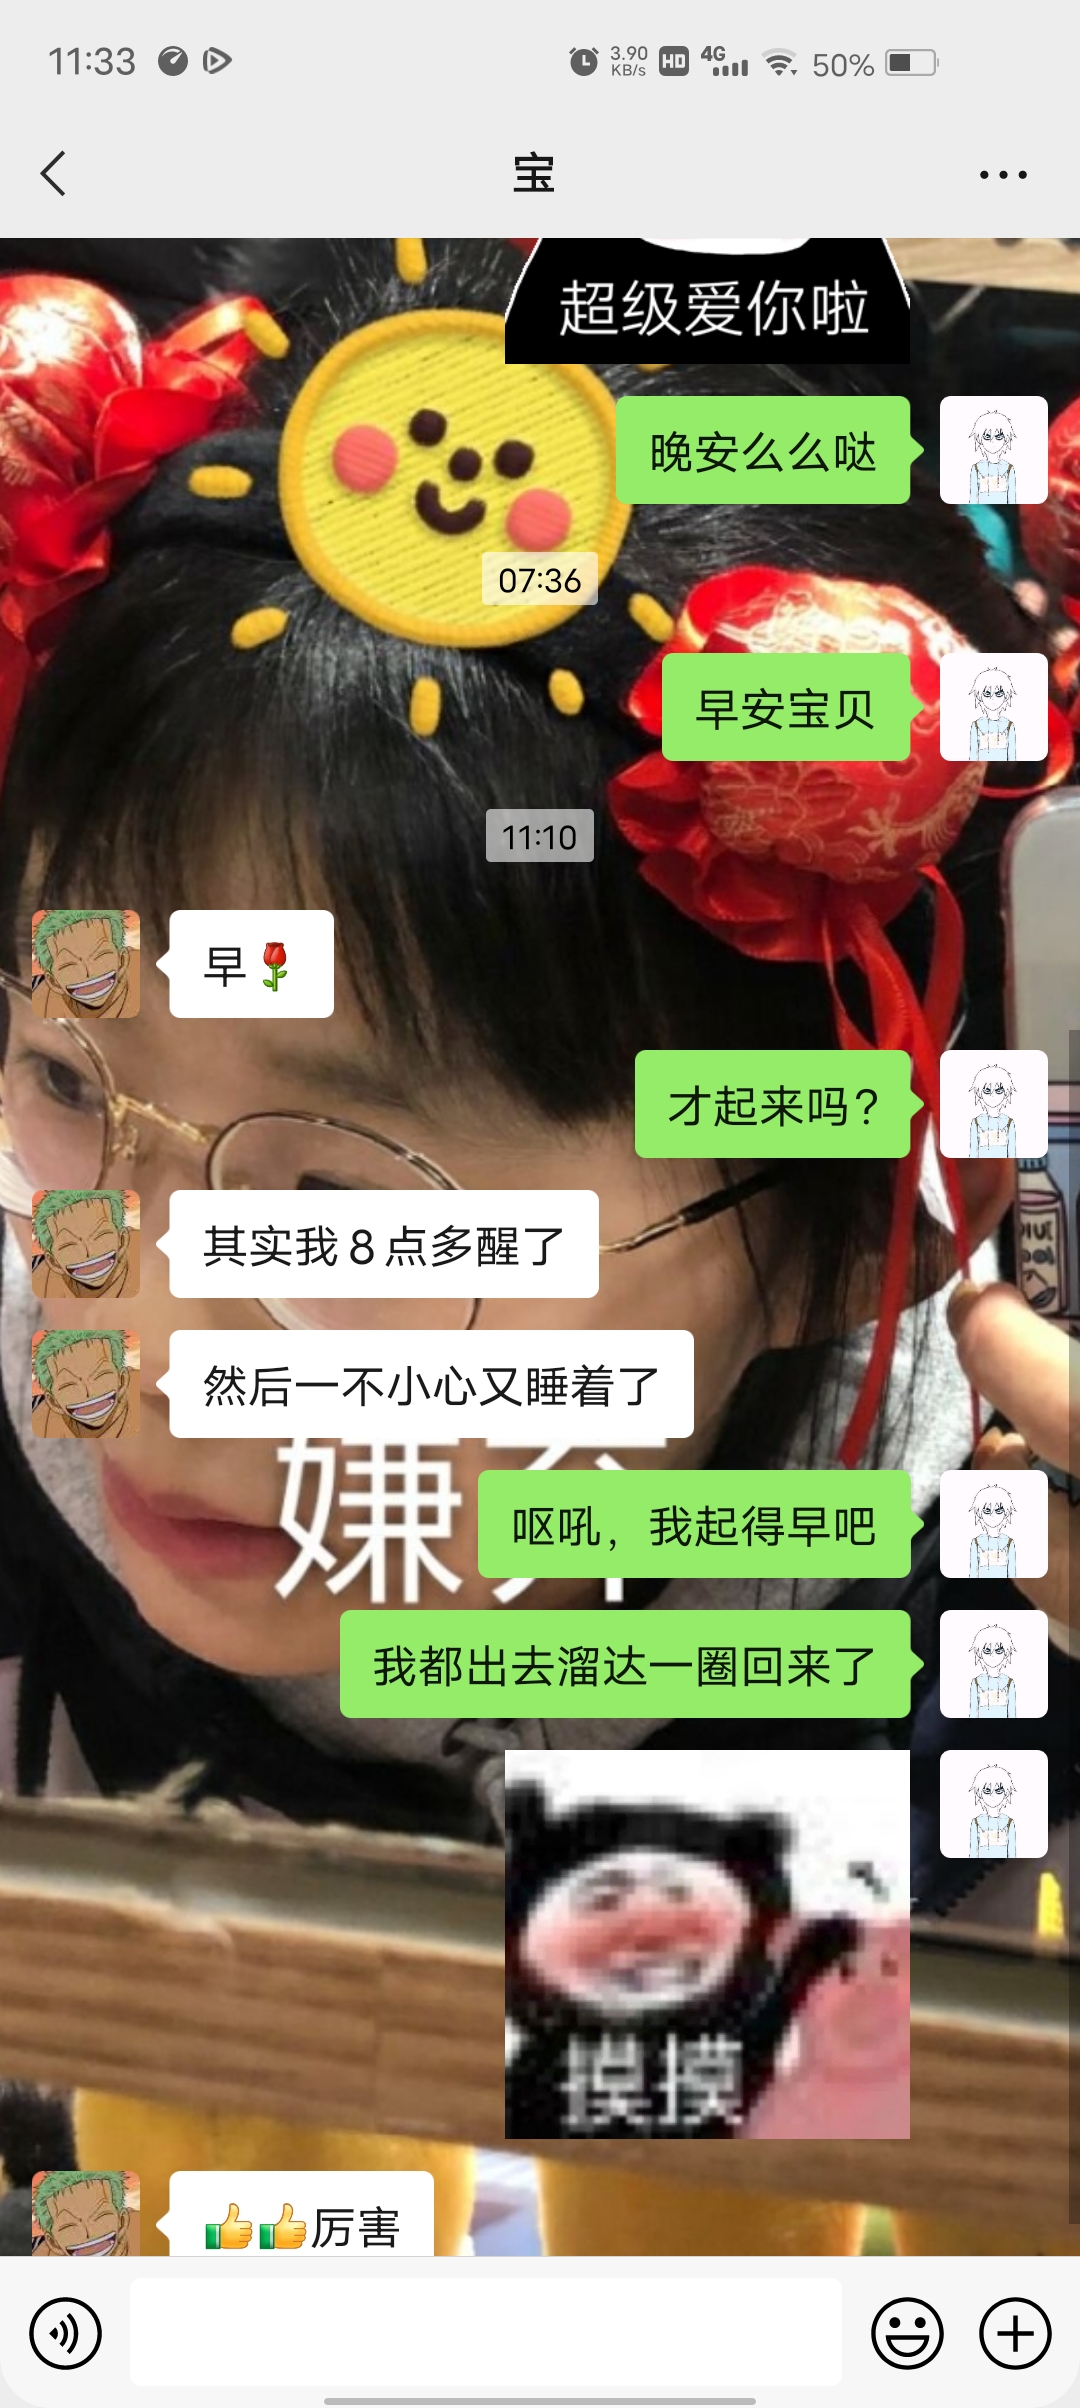 11:33
3.90
KB/s
HD
4G
50%
宝
超级爱你啦
晚安么么哒
07:36
早安宝贝
11:10
早🌹
才起来吗?
其实我8点多醒了
然后一不小心又睡着了
嫌弃
呕吼,我起得早吧
我都出去溜达一圈回来了
摸摸
👍👍厉害